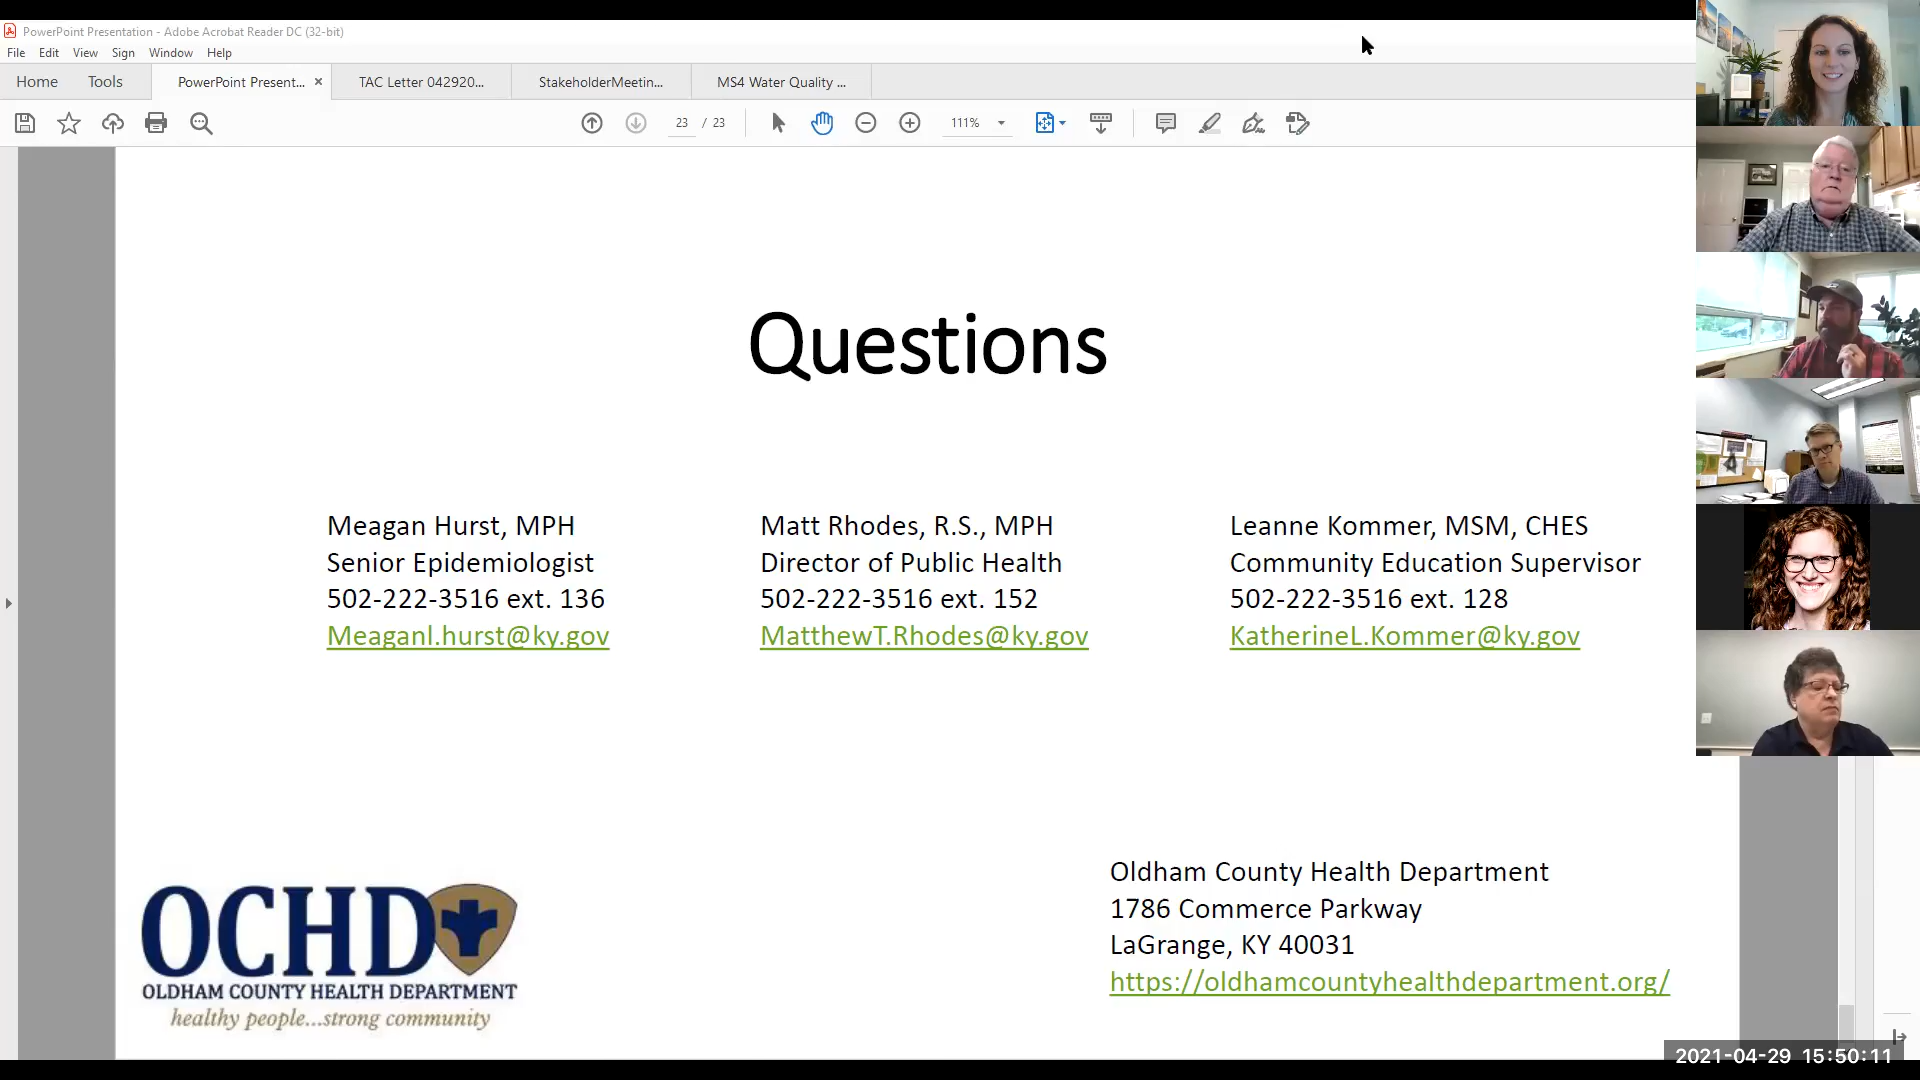 PowerPoint Presentation - Adobe Acrobat Reader DC (32-bit)
File Edit View Sign Window Help
Home Tools PowerPoint Present... × TAC Letter 042920... StakeholderMeetin... MS4 Water Quality ...
23 / 23 111%
Questions
Meagan Hurst, MPH
Senior Epidemiologist
502-222-3516 ext. 136
Meaganl.hurst@ky.gov
Matt Rhodes, R.S., MPH
Director of Public Health
502-222-3516 ext. 152
MatthewT.Rhodes@ky.gov
Leanne Kommer, MSM, CHES
Community Education Supervisor
502-222-3516 ext. 128
KatherineL.Kommer@ky.gov
OCHD
OLDHAM COUNTY HEALTH DEPARTMENT
healthy people...strong community
Oldham County Health Department
1786 Commerce Parkway
LaGrange, KY 40031
https://oldhamcountyhealthdepartment.org/
2021-04-29 15:50:11